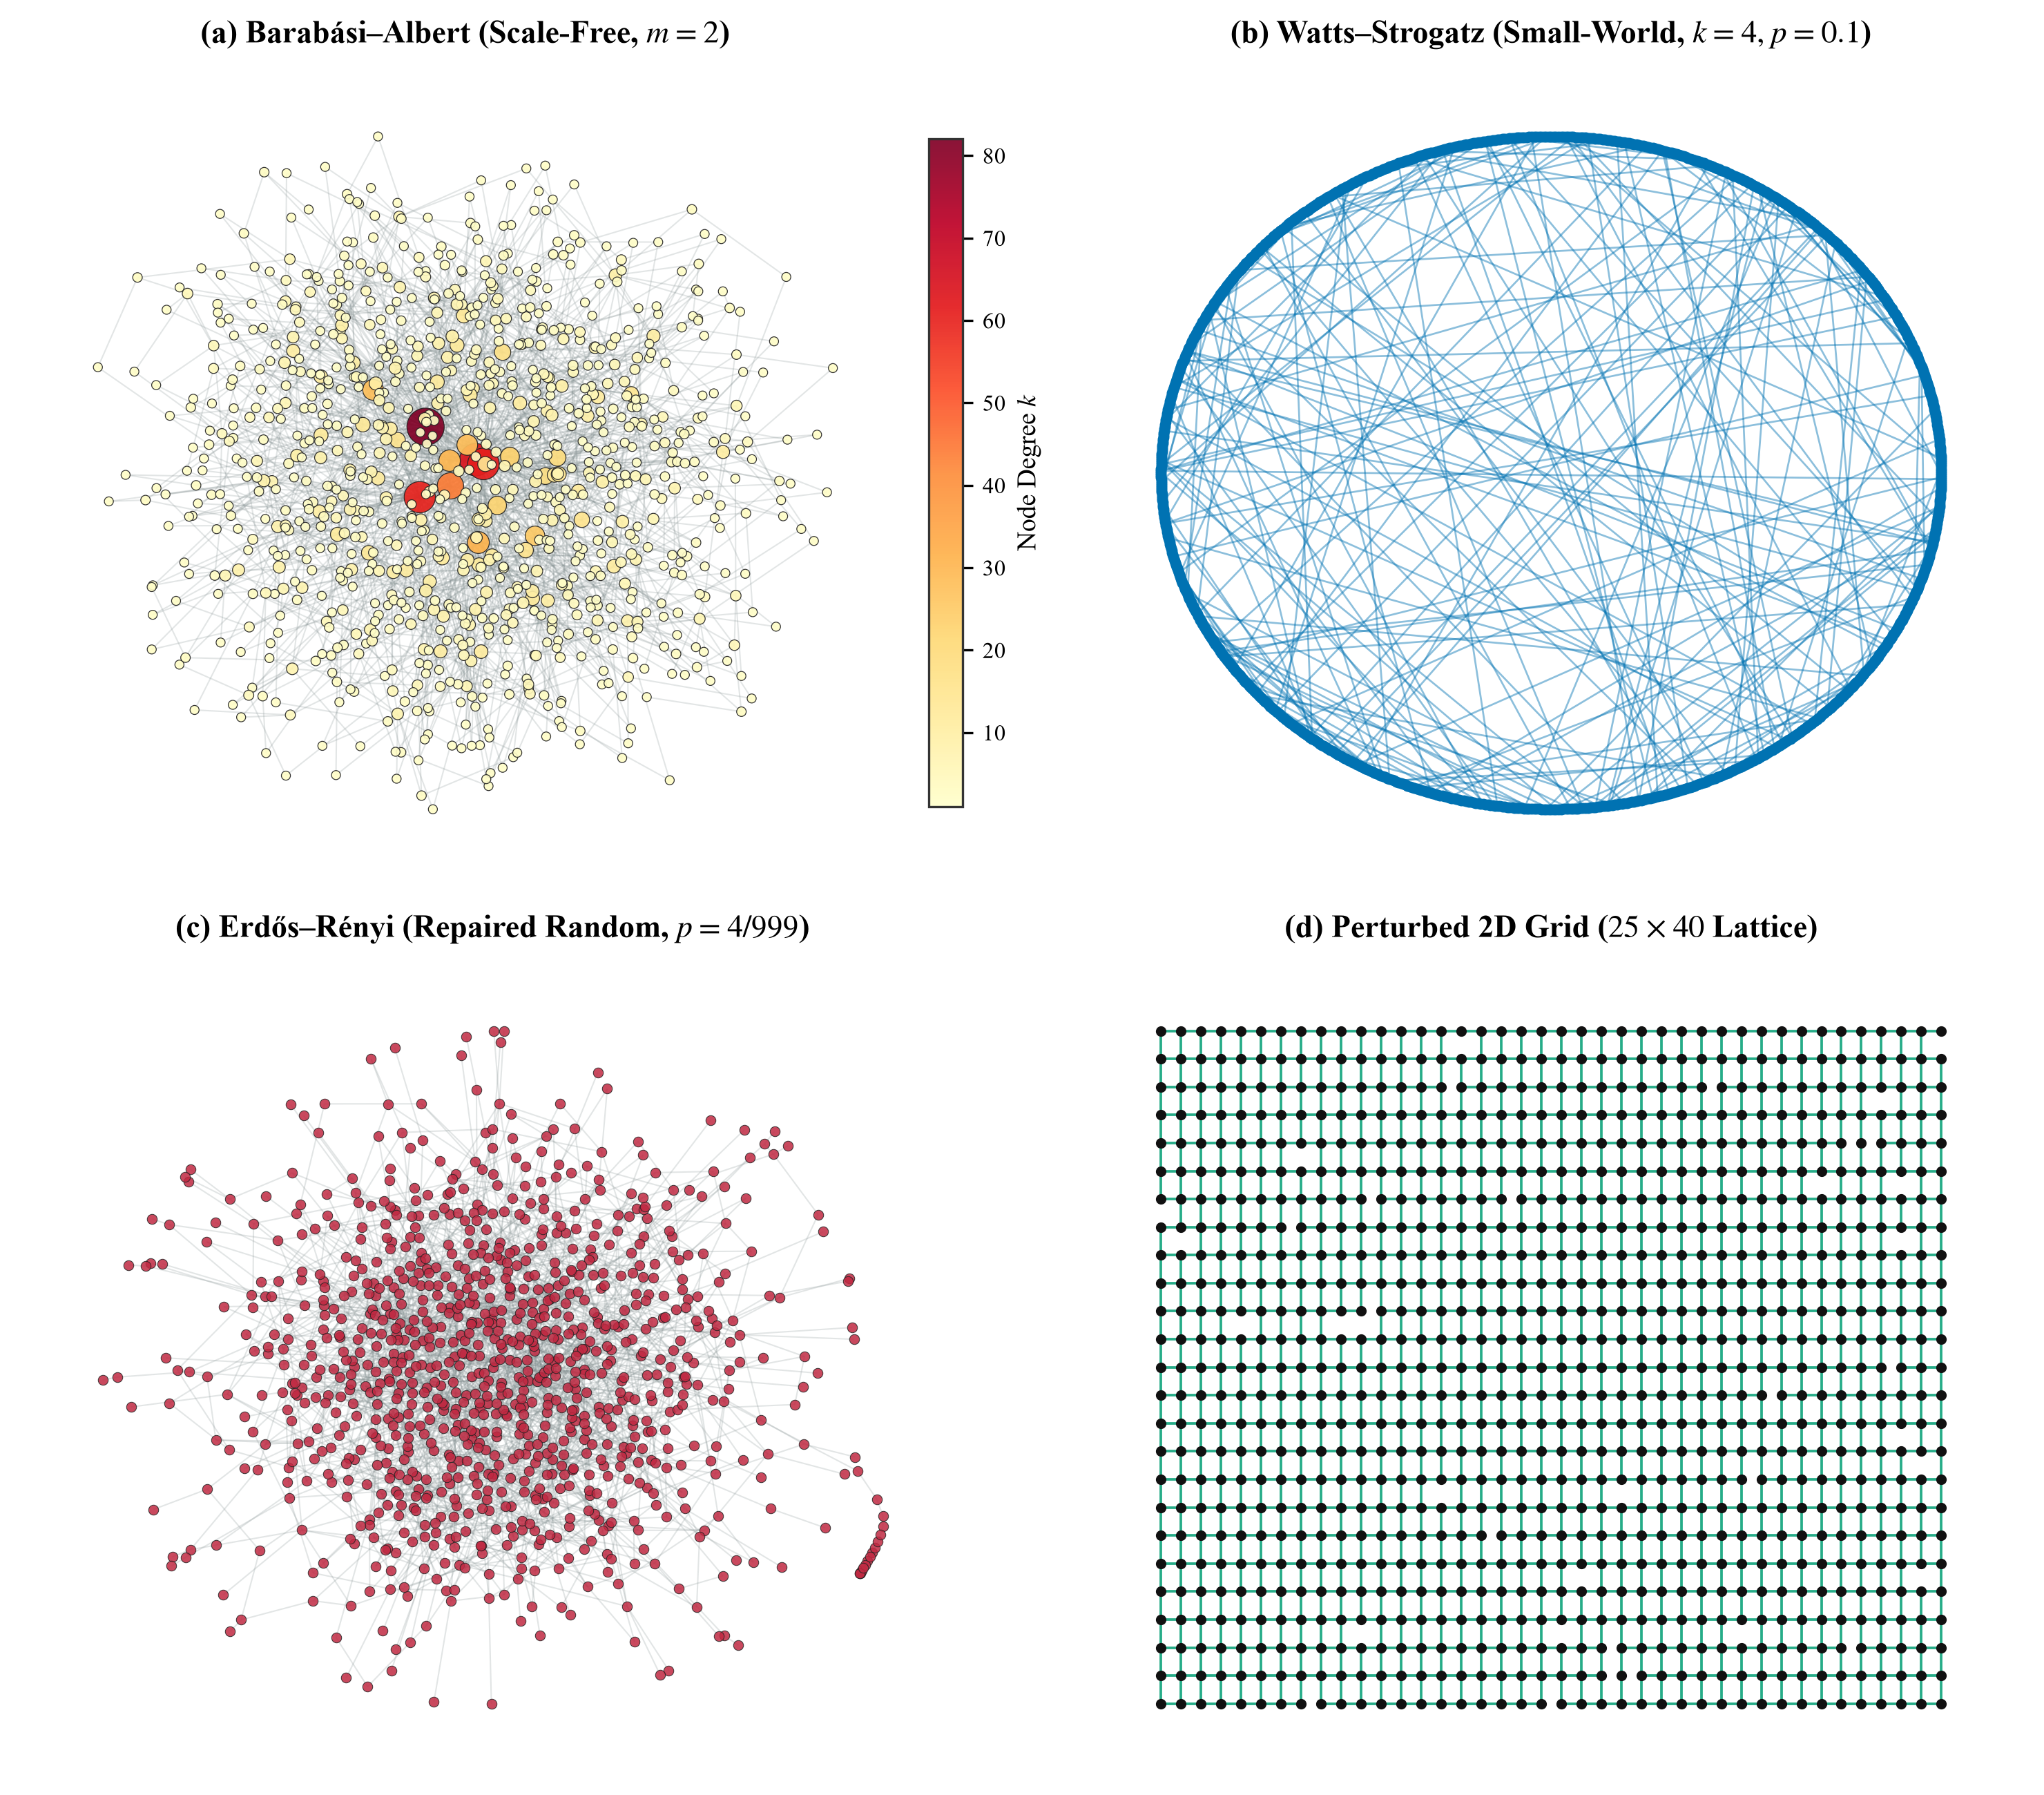 (a) Barabási–Albert (Scale-Free, m = 2)
(b) Watts–Strogatz (Small-World, k = 4, p = 0.1)
80
70
60
50
40
30
20
10
Node Degree k
(c) Erdős–Rényi (Repaired Random, p = 4/999)
(d) Perturbed 2D Grid (25 × 40 Lattice)